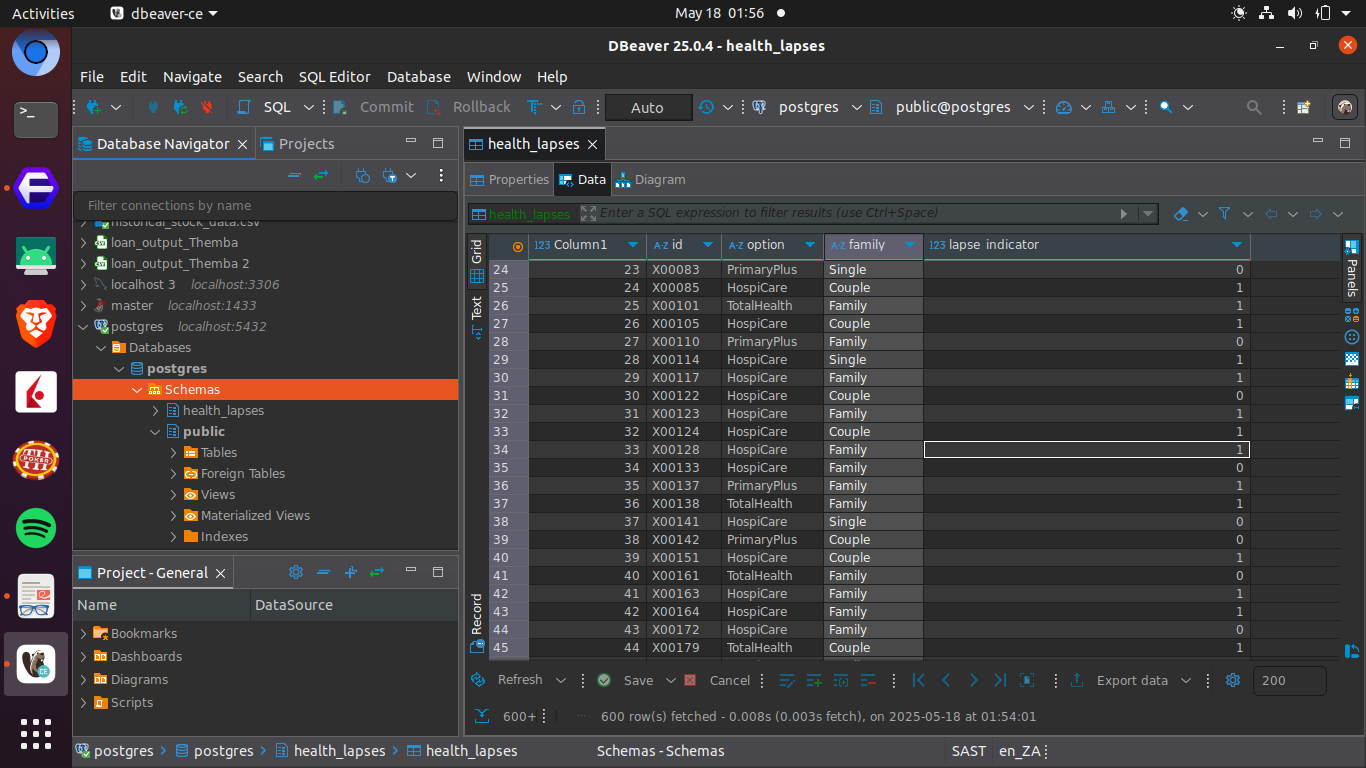 Activities dbeaver-ce May 18 01:56
DBeaver 25.0.4 - health_lapses
File Edit Navigate Search SQL Editor Database Window Help
SQL Commit Rollback Auto postgres public@postgres
Database Navigator Projects
Filter connections by name
historical_stock_data.csv
loan_output_Themba
loan_output_Themba 2
localhost 3 localhost:3306
master localhost:1433
postgres localhost:5432
Databases
postgres
Schemas
health_lapses
public
Tables
Foreign Tables
Views
Materialized Views
Indexes
Project - General
Name DataSource
Bookmarks
Dashboards
Diagrams
Scripts
health_lapses
Properties Data Diagram
health_lapses Enter a SQL expression to filter results (use Ctrl+Space)
Grid
Text
Record
Panels
123 Column1 A-Z id A-Z option A-Z family 123 lapse indicator
24 23 X00083 PrimaryPlus Single 0
25 24 X00085 HospiCare Couple 1
26 25 X00101 TotalHealth Family 1
27 26 X00105 HospiCare Couple 1
28 27 X00110 PrimaryPlus Family 0
29 28 X00114 HospiCare Single 1
30 29 X00117 HospiCare Family 1
31 30 X00122 HospiCare Couple 0
32 31 X00123 HospiCare Family 1
33 32 X00124 HospiCare Couple 1
34 33 X00128 HospiCare Family 1
35 34 X00133 HospiCare Family 0
36 35 X00137 PrimaryPlus Family 1
37 36 X00138 TotalHealth Family 1
38 37 X00141 HospiCare Single 0
39 38 X00142 PrimaryPlus Couple 0
40 39 X00151 HospiCare Couple 1
41 40 X00161 TotalHealth Family 0
42 41 X00163 HospiCare Family 1
43 42 X00164 HospiCare Family 1
44 43 X00172 HospiCare Family 0
45 44 X00179 TotalHealth Couple 1
Refresh Save Cancel Export data 200
600+ 600 row(s) fetched - 0.008s (0.003s fetch), on 2025-05-18 at 01:54:01
postgres postgres health_lapses health_lapses Schemas - Schemas SAST en_ZA